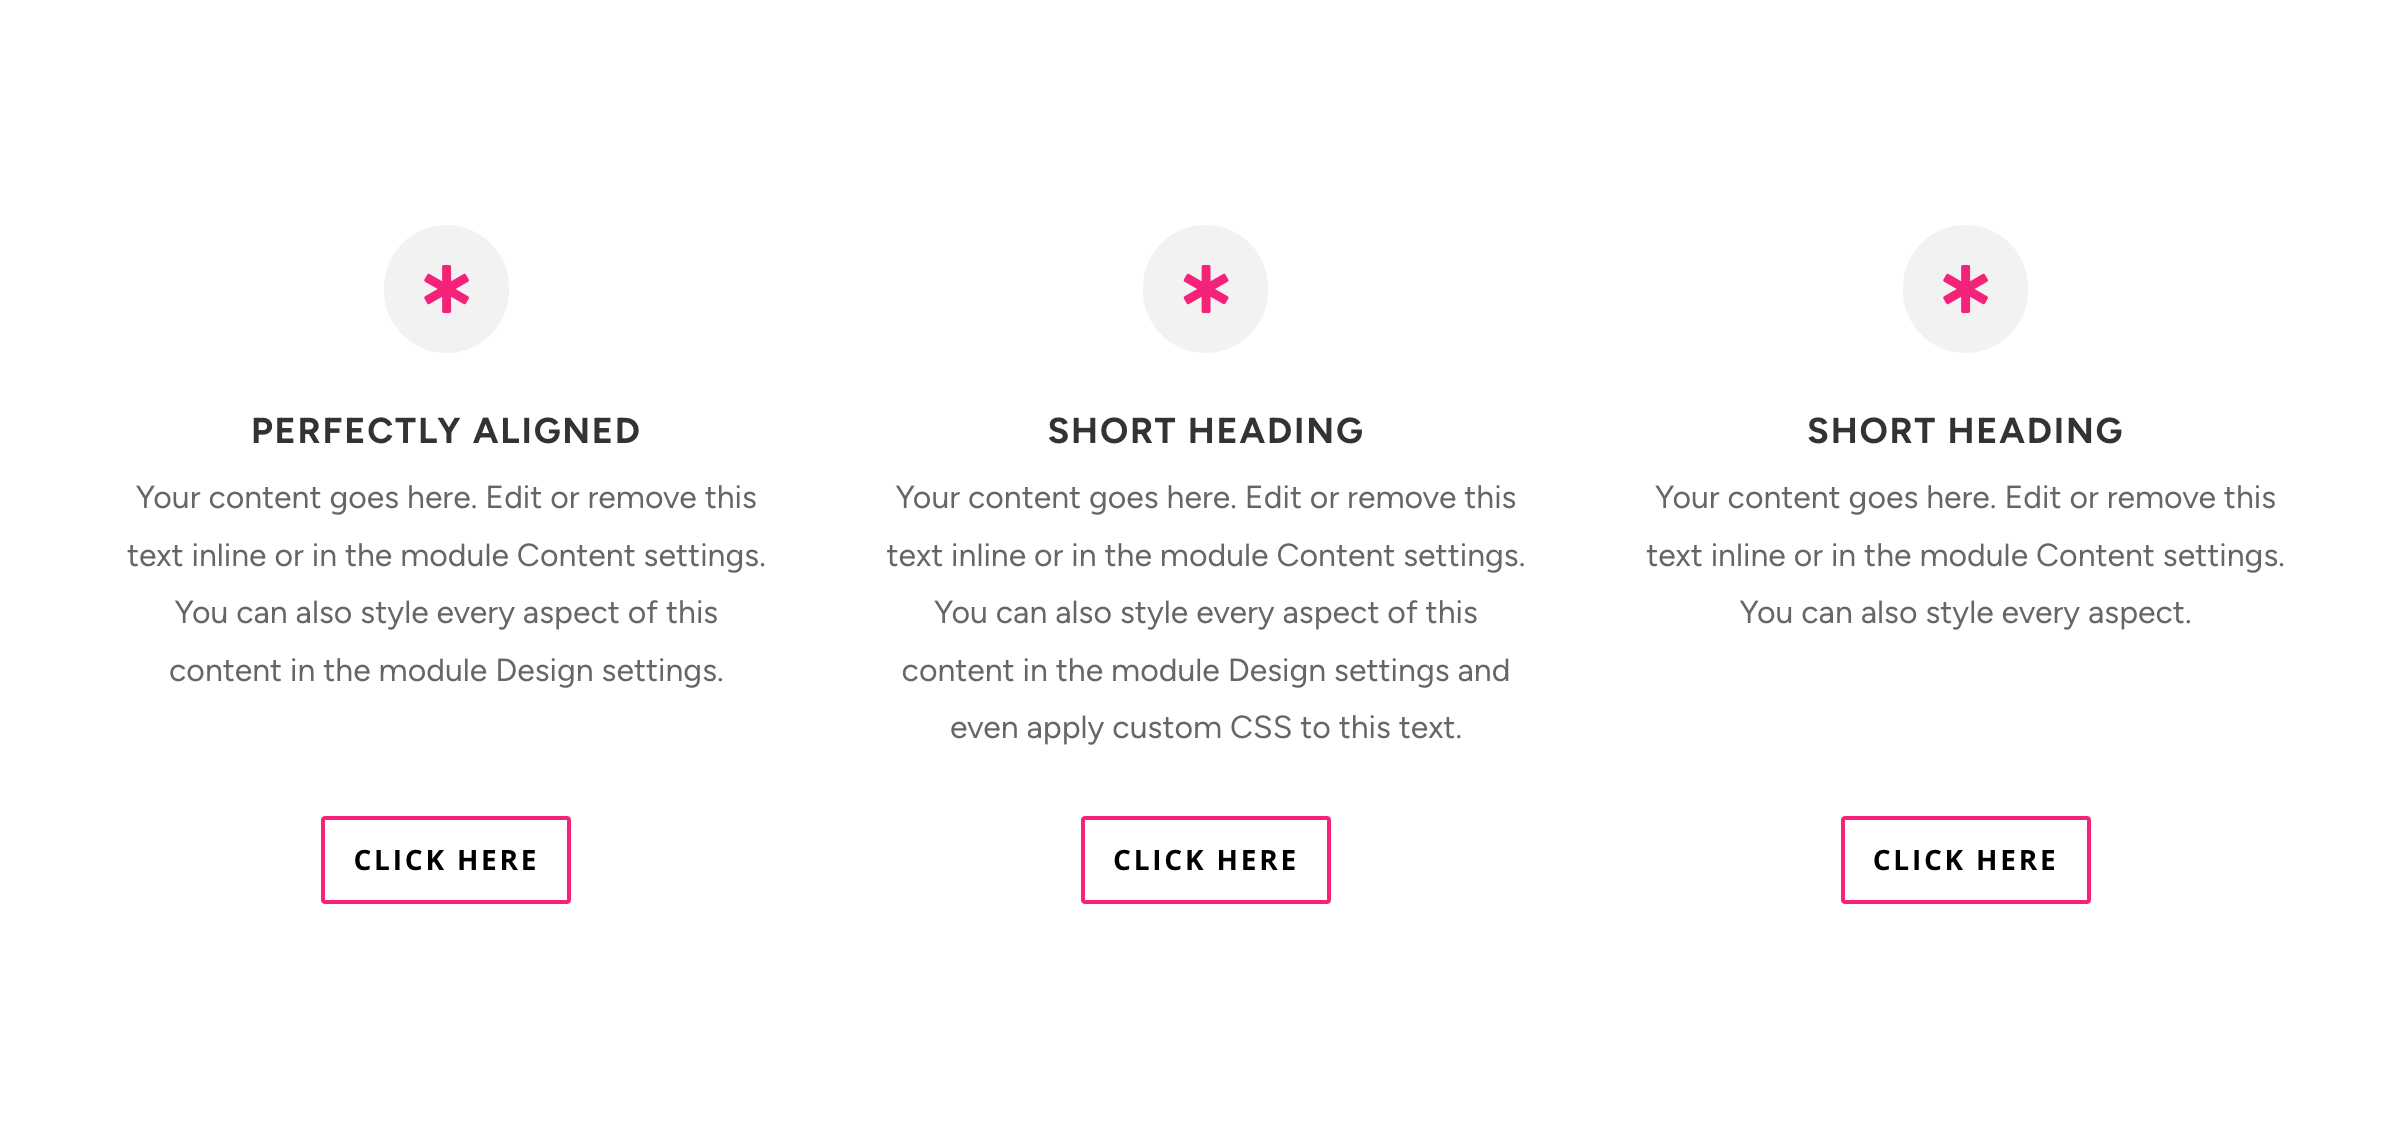 PERFECTLY ALIGNED
Your content goes here. Edit or remove this
text inline or in the module Content settings.
You can also style every aspect of this
content in the module Design settings.
CLICK HERE
SHORT HEADING
Your content goes here. Edit or remove this
text inline or in the module Content settings.
You can also style every aspect of this
content in the module Design settings and
even apply custom CSS to this text.
CLICK HERE
SHORT HEADING
Your content goes here. Edit or remove this
text inline or in the module Content settings.
You can also style every aspect.
CLICK HERE